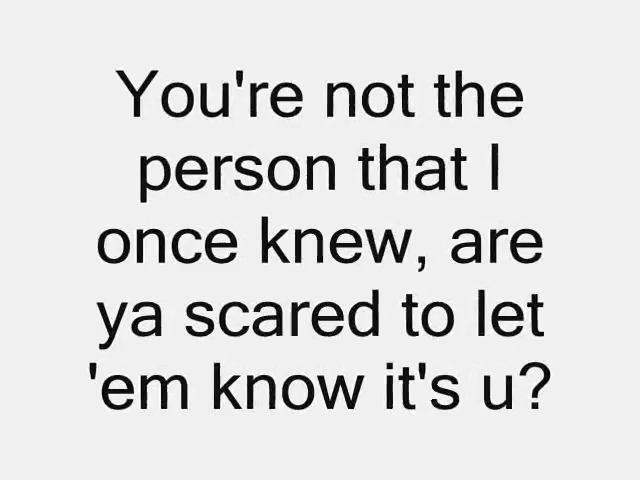 You're not the
person that I
once knew, are
ya scared to let
'em know it's u?